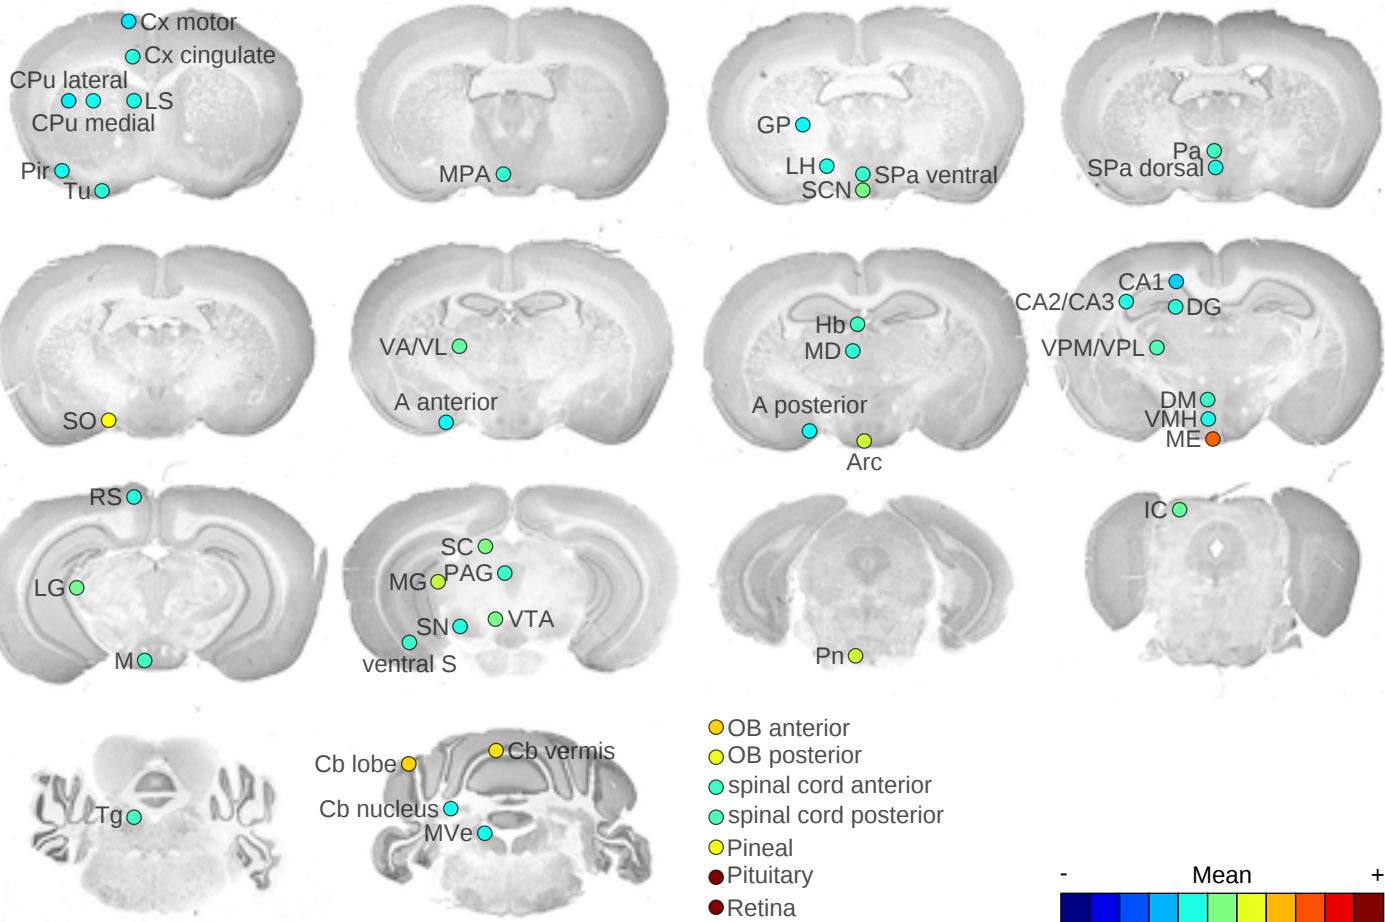 Cx motor
Cx cingulate
CPu lateral
LS
CPu medial
Pir
Tu
MPA
GP
LH
SPa ventral
SCN
Pa
SPa dorsal
SO
VA/VL
A anterior
Hb
MD
A posterior
Arc
CA1
CA2/CA3
DG
VPM/VPL
DM
VMH
ME
RS
LG
M
SC
MG
PAG
SN
VTA
ventral S
Pn
IC
Tg
Cb lobe
Cb vermis
Cb nucleus
MVe
OB anterior
OB posterior
spinal cord anterior
spinal cord posterior
Pineal
Pituitary
Retina
- Mean +